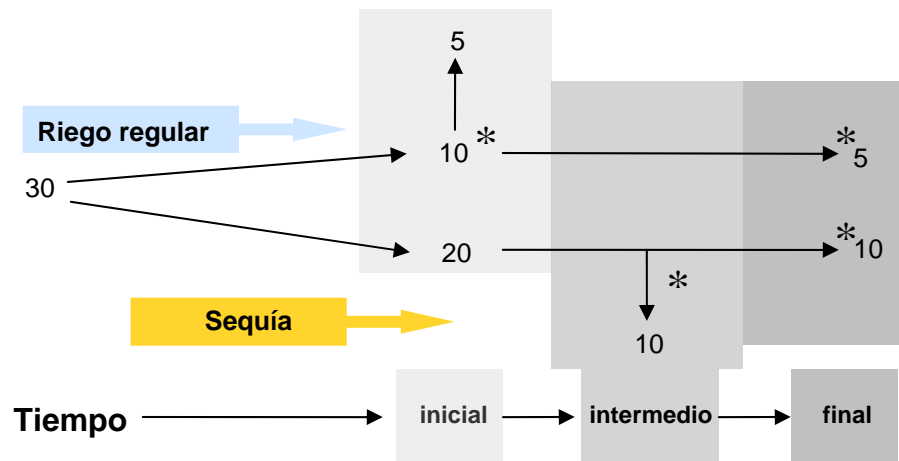 5
Riego regular
10 *
* 5
30
20
* 10
*
Sequía
10
Tiempo
inicial
intermedio
final